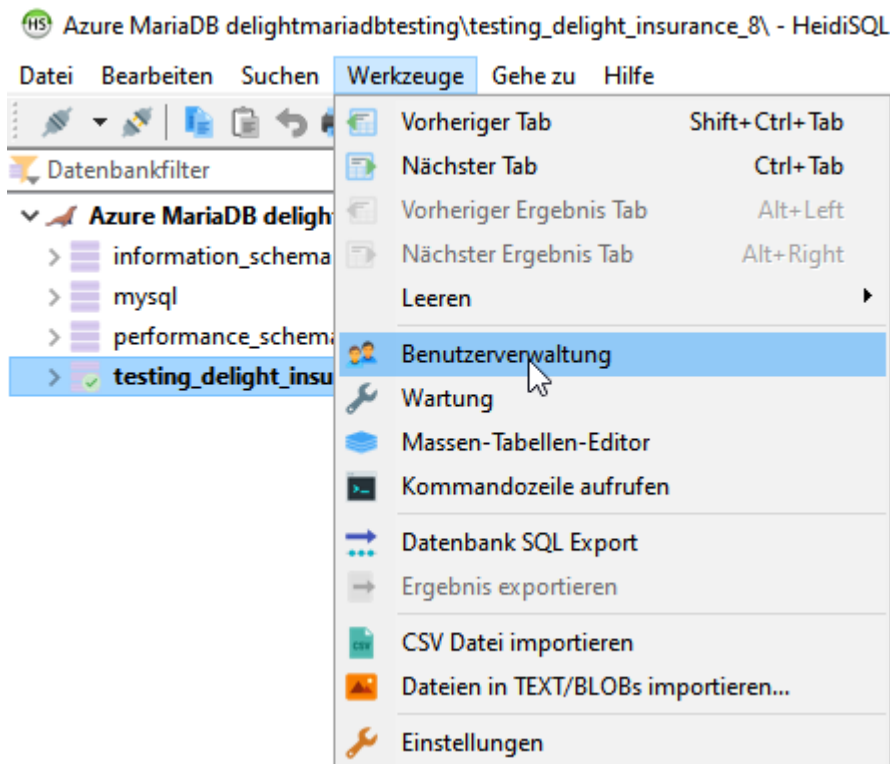 HS Azure MariaDB delightmariadbtesting\testing_delight_insurance_8\ - HeidiSQL
Datei Bearbeiten Suchen Werkzeuge Gehe zu Hilfe
Datenbankfilter
Azure MariaDB deligh
information_schema
mysql
performance_schema
testing_delight_insu
Vorheriger Tab Shift+Ctrl+Tab
Nächster Tab Ctrl+Tab
Vorheriger Ergebnis Tab Alt+Left
Nächster Ergebnis Tab Alt+Right
Leeren
Benutzerverwaltung
Wartung
Massen-Tabellen-Editor
Kommandozeile aufrufen
Datenbank SQL Export
Ergebnis exportieren
CSV CSV Datei importieren
Dateien in TEXT/BLOBs importieren...
Einstellungen